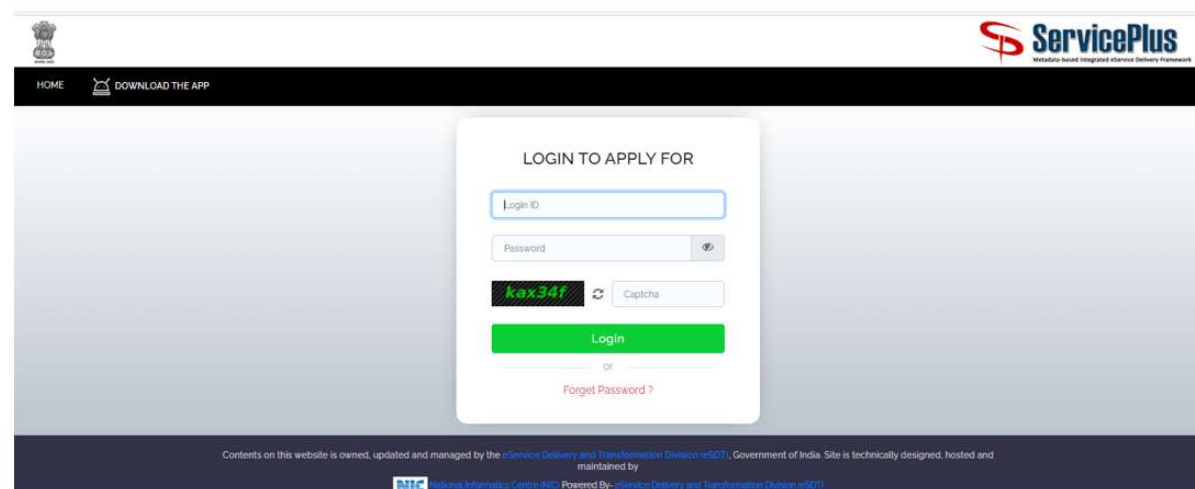 ServicePlus
Metadata-based Integrated eService Delivery Framework
HOME DOWNLOAD THE APP
LOGIN TO APPLY FOR
Login ID
Password
kax34f Captcha
Login
or
Forget Password ?
Contents on this website is owned, updated and managed by the eService Delivery and Transformation Division (eSDT), Government of India. Site is technically designed, hosted and
maintained by
NIC National Informatics Centre (NIC) Powered By- eService Delivery and Transformation Division (eSDT)